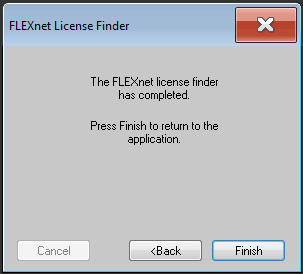 FLEXnet License Finder
The FLEXnet license finder
has completed.
Press Finish to return to the
application.
Cancel
<Back
Finish